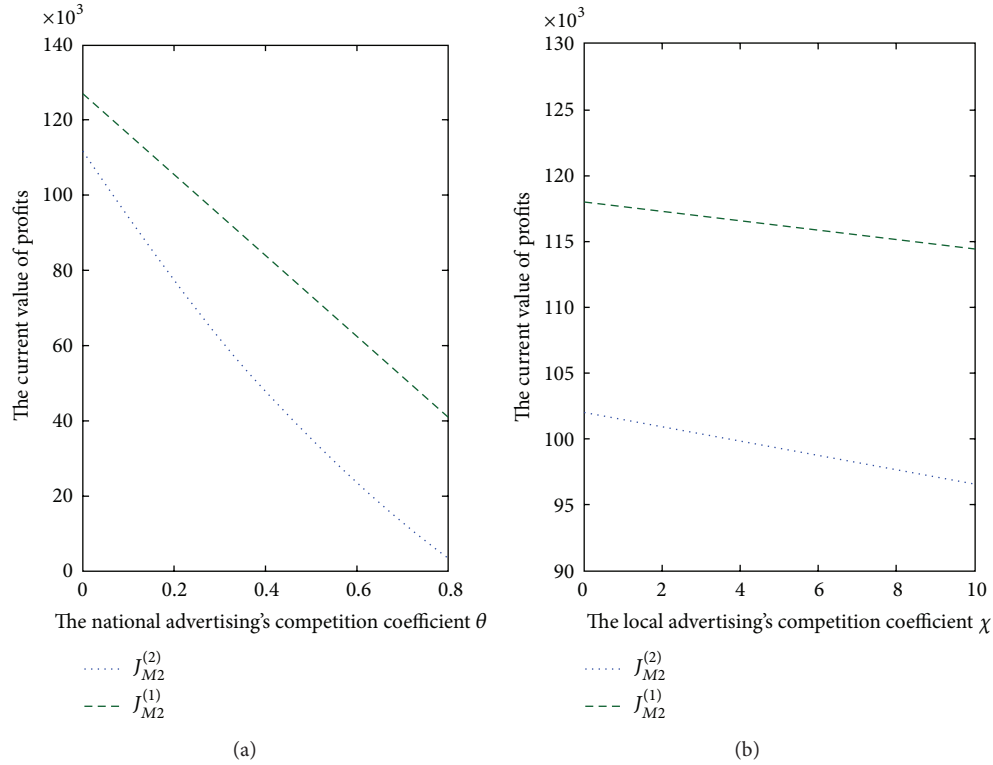 ×10³
140
120
100
80
60
40
20
0
0 0.2 0.4 0.6 0.8
The current value of profits
The national advertising's competition coefficient θ
J_{M2}^{(2)}
J_{M2}^{(1)}
(a)
×10³
130
125
120
115
110
105
100
95
90
0 2 4 6 8 10
The current value of profits
The local advertising's competition coefficient χ
J_{M2}^{(2)}
J_{M2}^{(1)}
(b)